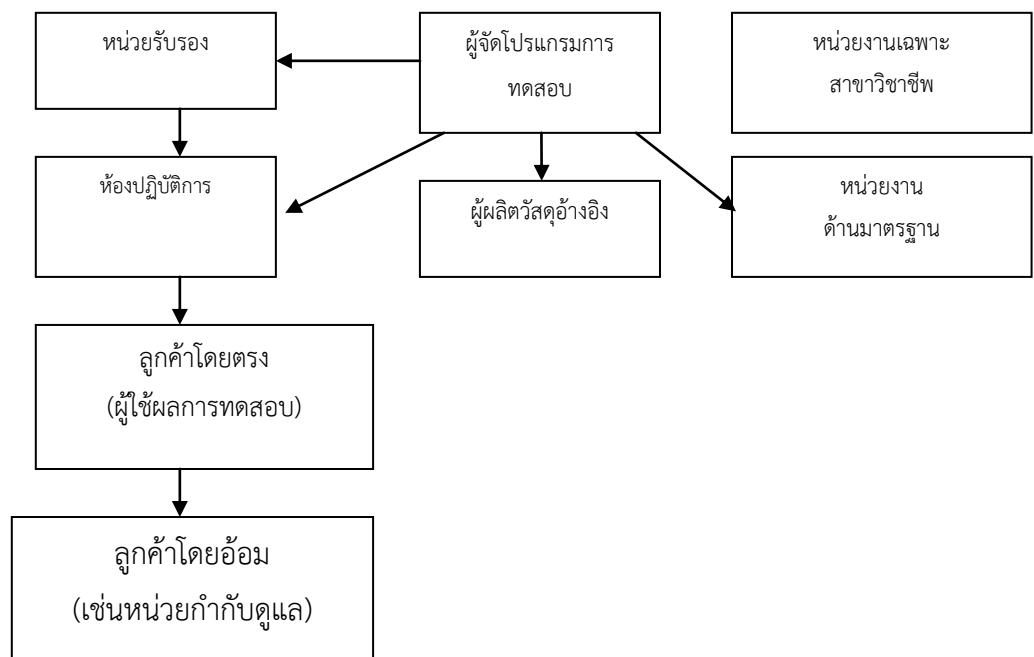 หน่วยรับรอง
ผู้จัดโปรแกรมการ
ทดสอบ
หน่วยงานเฉพาะ
สาขาวิชาชีพ
ห้องปฏิบัติการ
ผู้ผลิตวัสดุอ้างอิง
หน่วยงาน
ด้านมาตรฐาน
ลูกค้าโดยตรง
(ผู้ใช้ผลการทดสอบ)
ลูกค้าโดยอ้อม
(เช่นหน่วยกำกับดูแล)